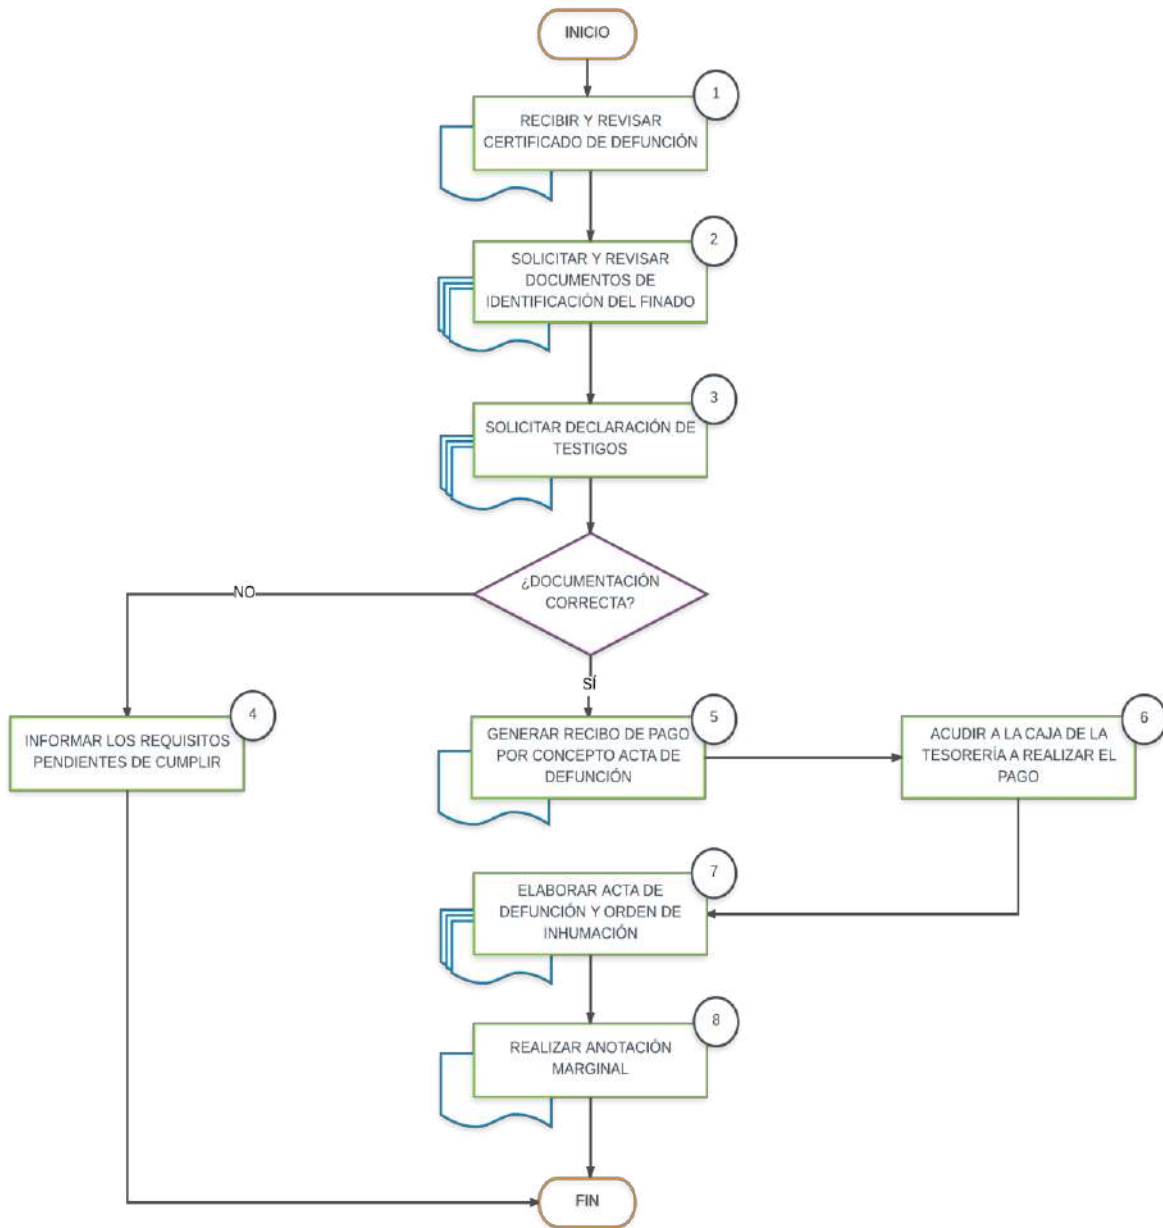 INICIO
1
RECIBIR Y REVISAR
CERTIFICADO DE DEFUNCIÓN
2
SOLICITAR Y REVISAR
DOCUMENTOS DE
IDENTIFICACIÓN DEL FINADO
3
SOLICITAR DECLARACIÓN DE
TESTIGOS
¿DOCUMENTACIÓN
CORRECTA?
NO
SÍ
4
INFORMAR LOS REQUISITOS
PENDIENTES DE CUMPLIR
5
GENERAR RECIBO DE PAGO
POR CONCEPTO ACTA DE
DEFUNCIÓN
6
ACUDIR A LA CAJA DE LA
TESORERÍA A REALIZAR EL
PAGO
7
ELABORAR ACTA DE
DEFUNCIÓN Y ORDEN DE
INHUMACIÓN
8
REALIZAR ANOTACIÓN
MARGINAL
FIN